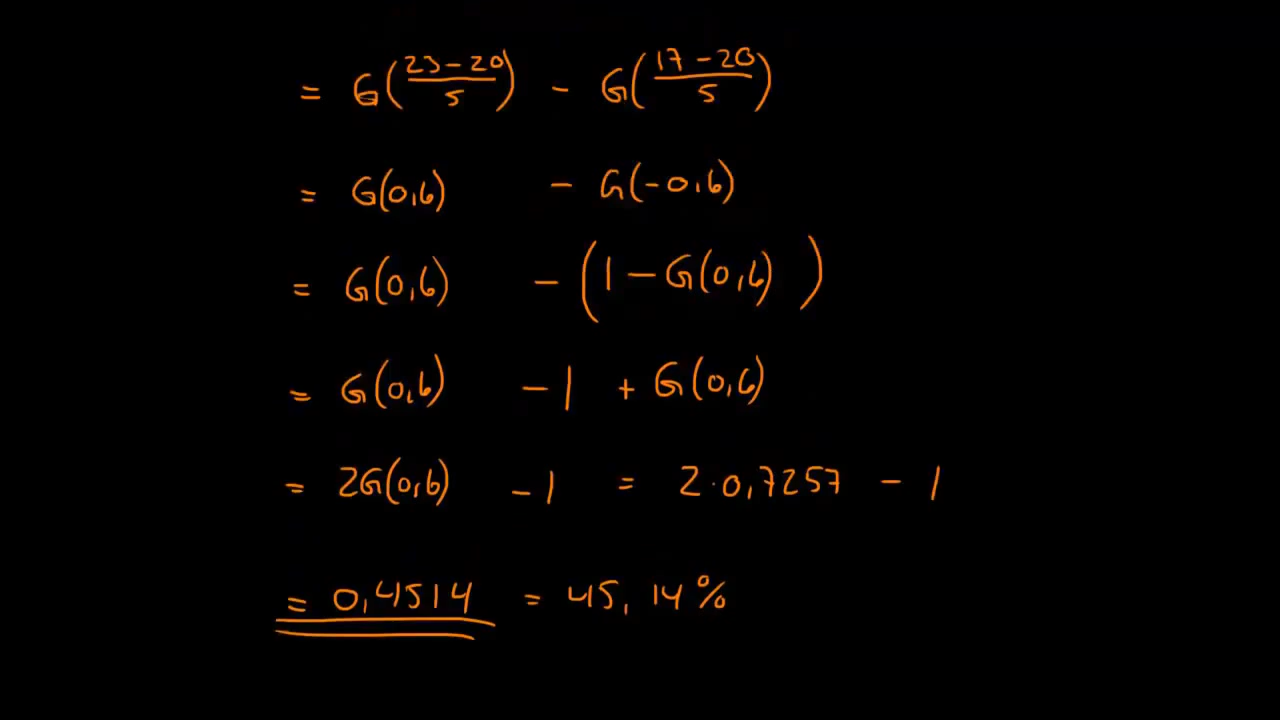 = G(23-20/5) - G(17-20/5)
= G(0,6) - G(-0,6)
= G(0,6) - (1 - G(0,6))
= G(0,6) - 1 + G(0,6)
= 2G(0,6) - 1 = 2·0,7257 - 1
= 0,4514 = 45,14%